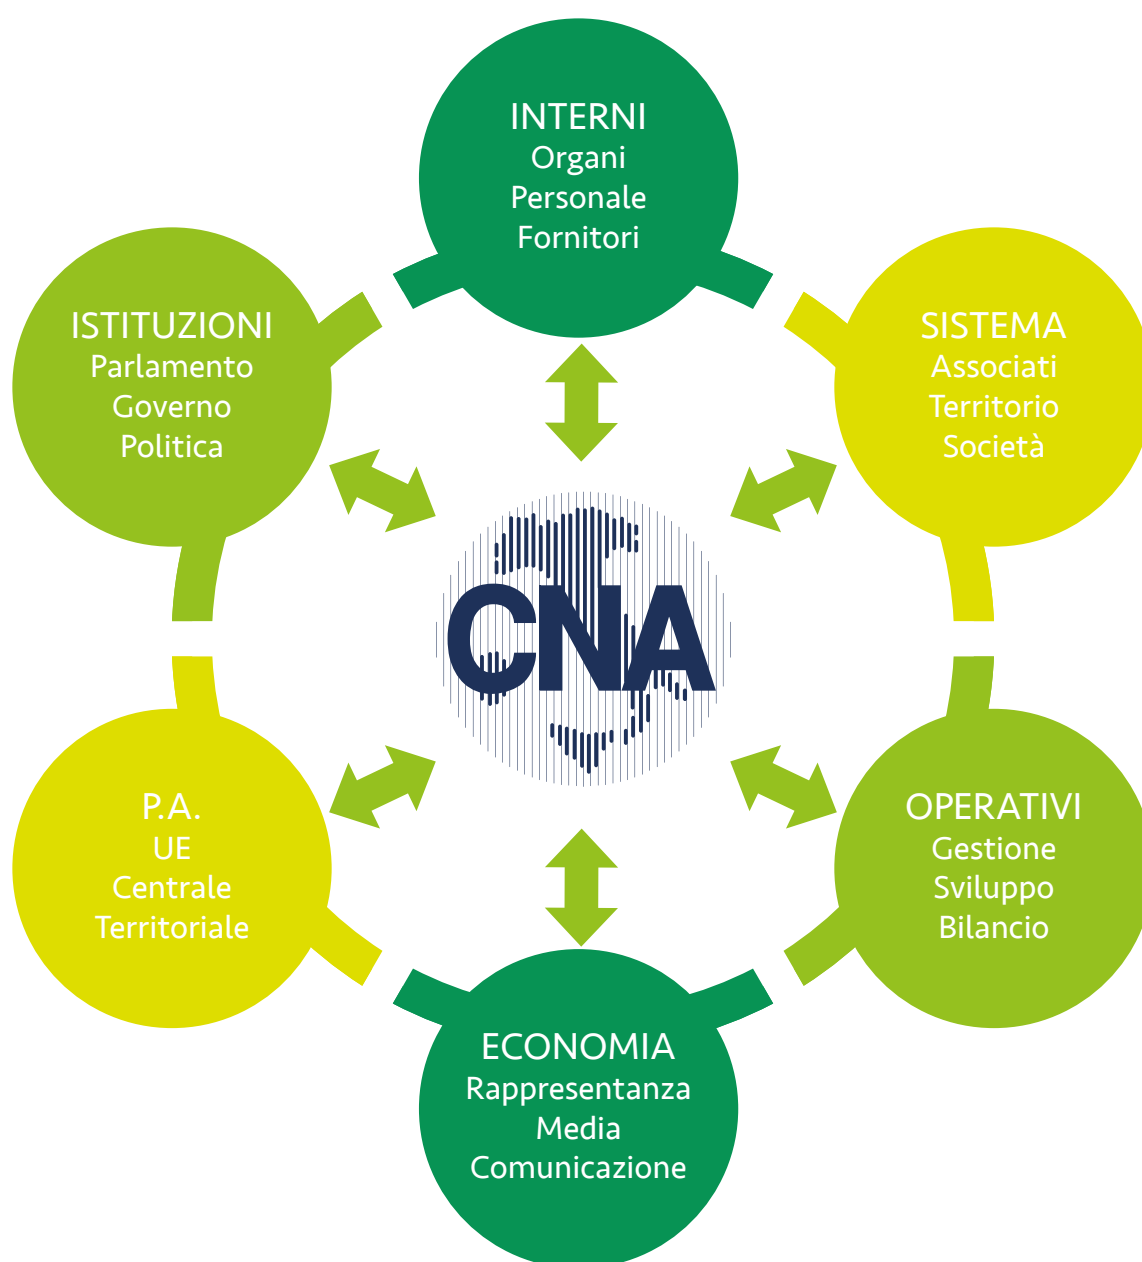 INTERNI
Organi
Personale
Fornitori
ISTITUZIONI
Parlamento
Governo
Politica
SISTEMA
Associati
Territorio
Società
CNA
P.A.
UE
Centrale
Territoriale
OPERATIVI
Gestione
Sviluppo
Bilancio
ECONOMIA
Rappresentanza
Media
Comunicazione